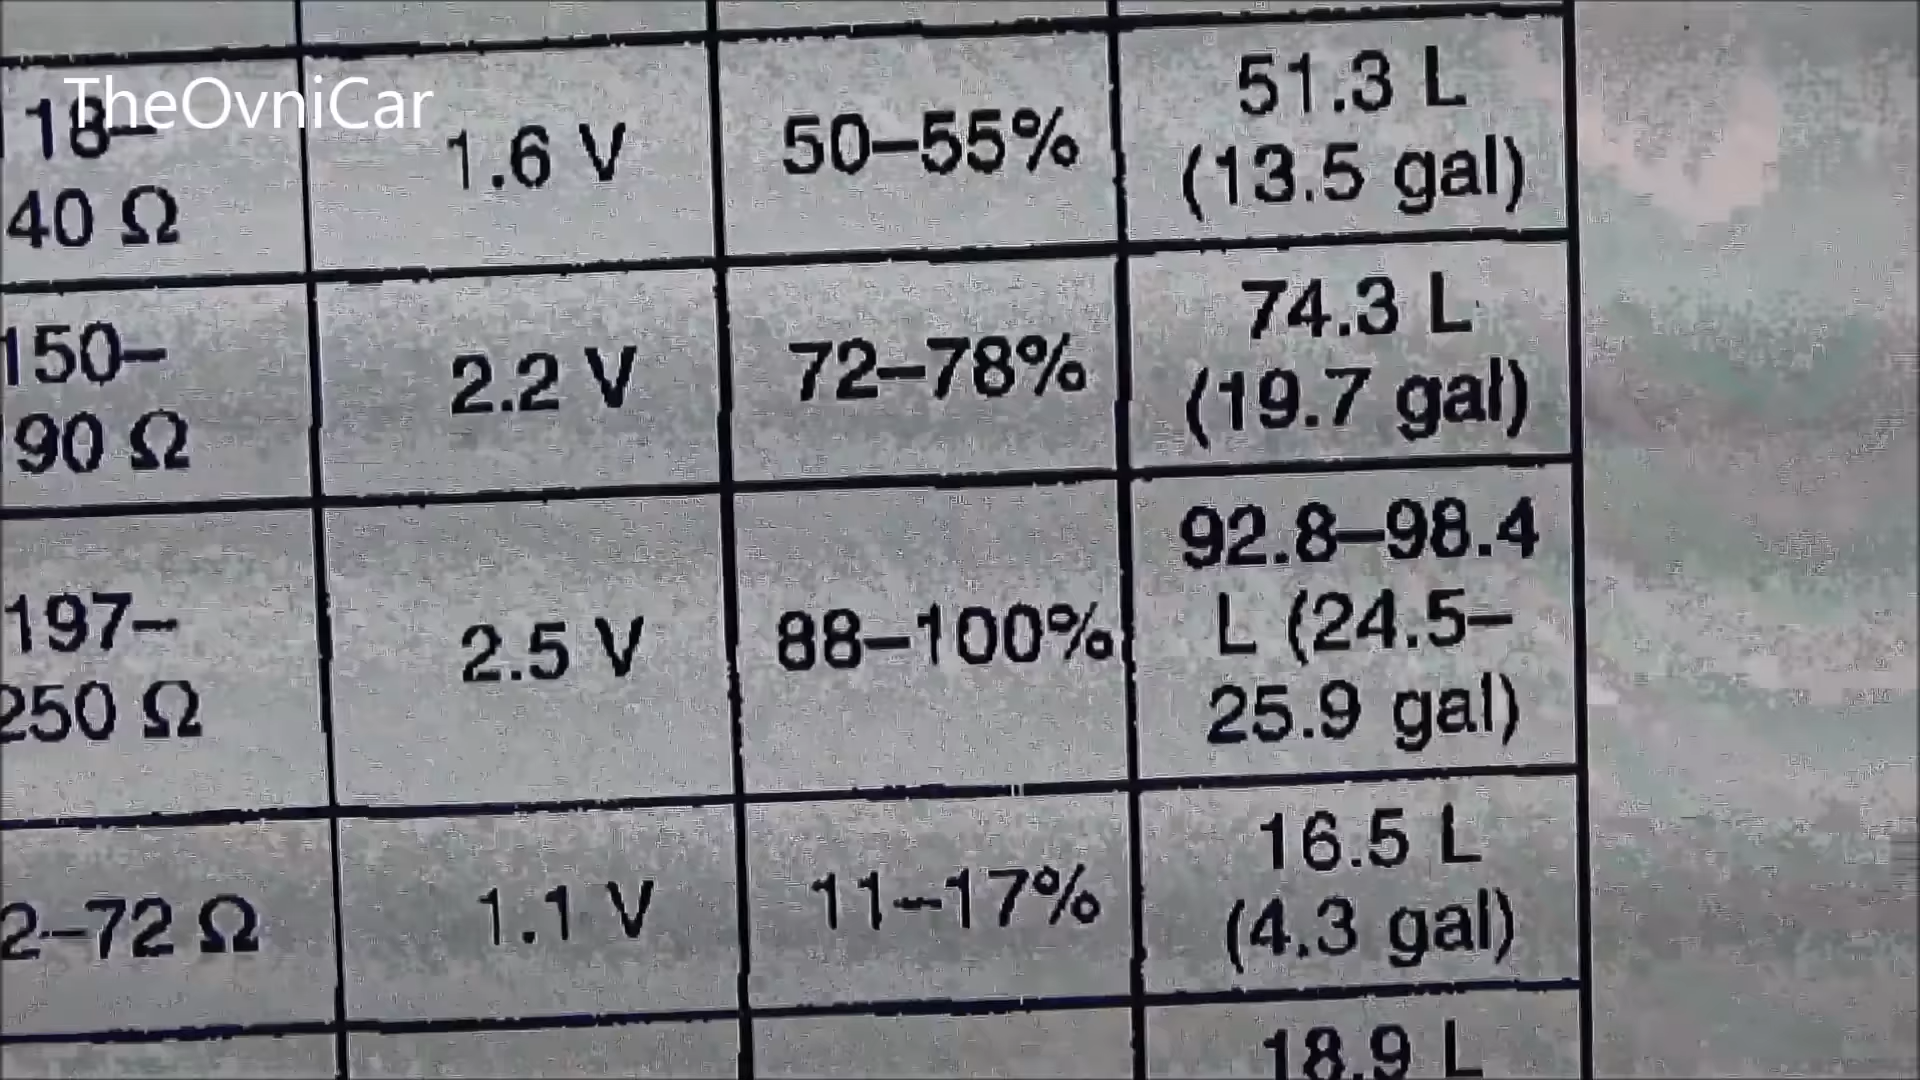 TheOvniCar
18–
40 Ω
1.6 V
50–55%
51.3 L
(13.5 gal)
150–
90 Ω
2.2 V
72–78%
74.3 L
(19.7 gal)
197–
250 Ω
2.5 V
88–100%
92.8–98.4
L (24.5–
25.9 gal)
2–72 Ω
1.1 V
11–17%
16.5 L
(4.3 gal)
18.9 L